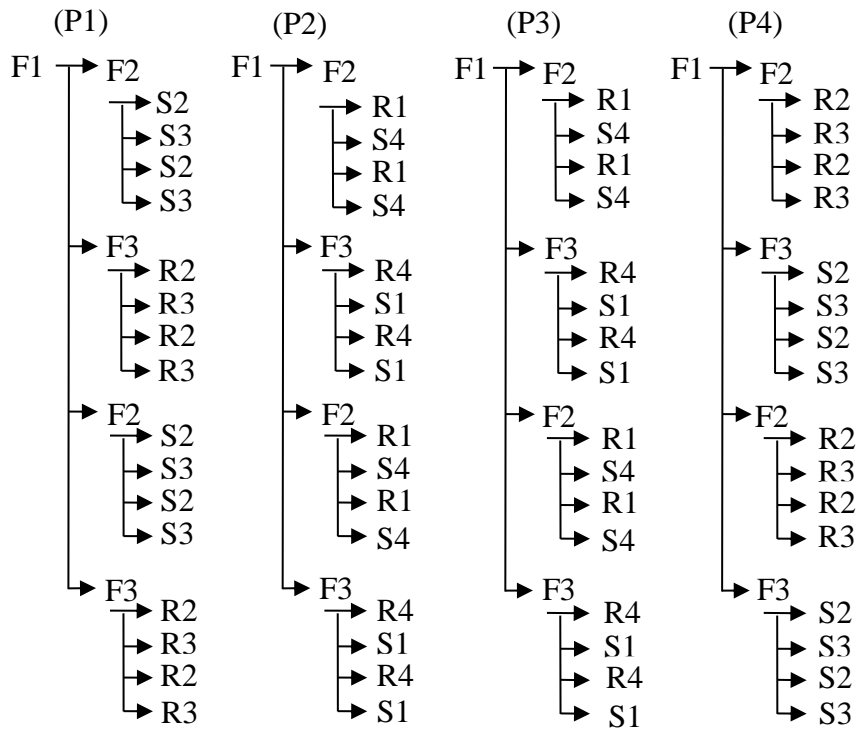 (P1) (P2) (P3) (P4)
F1 F2 F1 F2 F1 F2 F1 F2
S2 R1 R1 R2
S3 S4 S4 R3
S2 R1 R1 R2
S3 S4 S4 R3
F3 F3 F3 F3
R2 R4 R4 S2
R3 S1 S1 S3
R2 R4 R4 S2
R3 S1 S1 S3
F2 F2 F2 F2
S2 R1 R1 R2
S3 S4 S4 R3
S2 R1 R1 R2
S3 S4 S4 R3
F3 F3 F3 F3
R2 R4 R4 S2
R3 S1 S1 S3
R2 R4 R4 S2
R3 S1 S1 S3